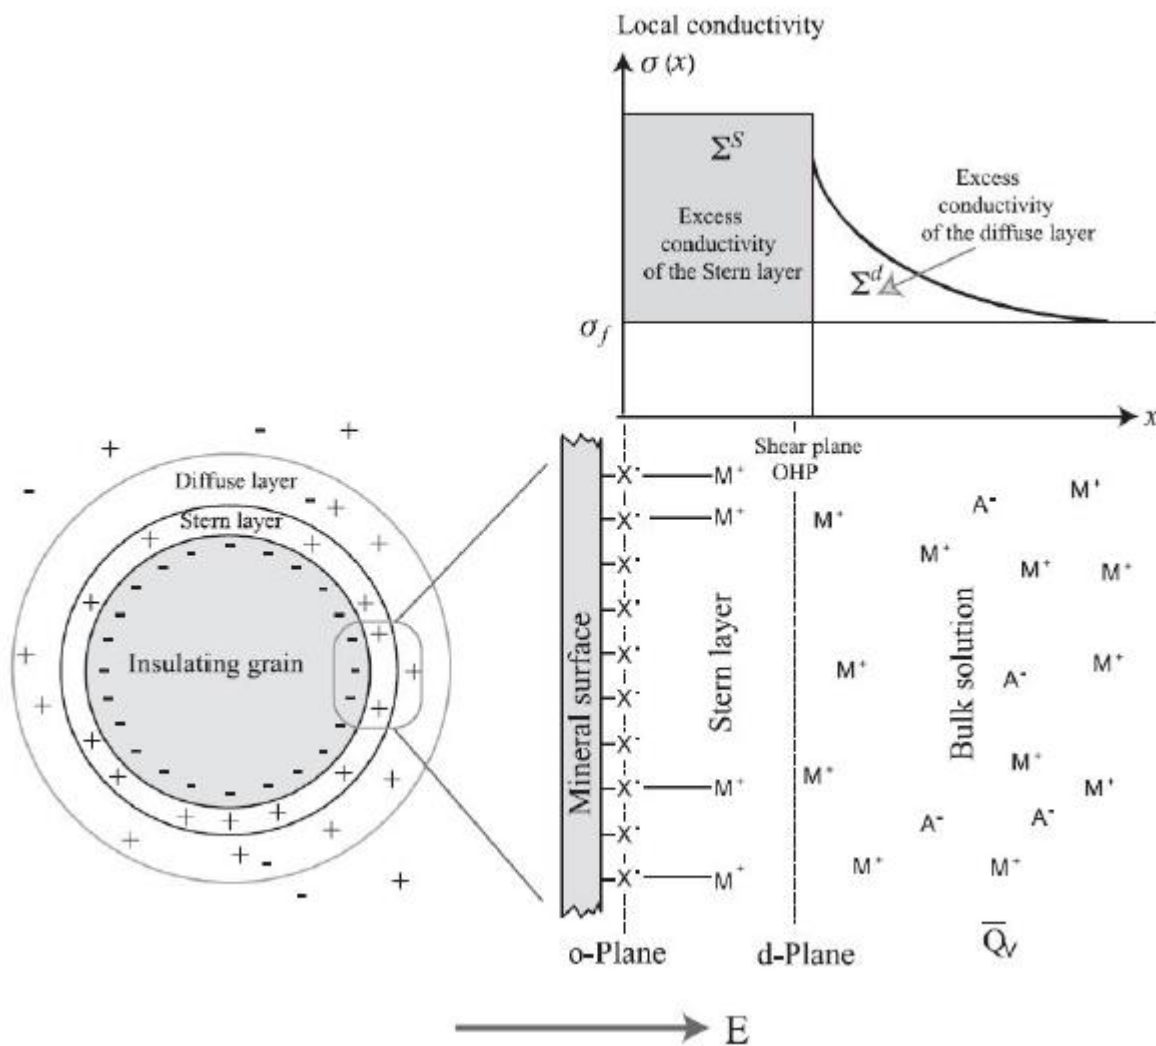 Local conductivity
σ (x)
Σ^S
Excess
conductivity
of the Stern layer
Excess
conductivity
of the diffuse layer
Σ^d
σ_f
x
+ - +
+
-
Diffuse layer
Stern layer
Insulating grain
Mineral surface
Shear plane
OHP
X⁻ M⁺
X⁻ M⁺
X⁻
X⁻
X⁻
X⁻
X⁻
X⁻ M⁺
X⁻
X⁻ M⁺
Stern layer
Bulk solution
A⁻ M⁺
M⁺
M⁺
M⁺ M⁺
M⁺ A⁻ M⁺
M⁺
M⁺ M⁺
A⁻ A⁻
M⁺ M⁺
Q̅_V
o-Plane
d-Plane
E